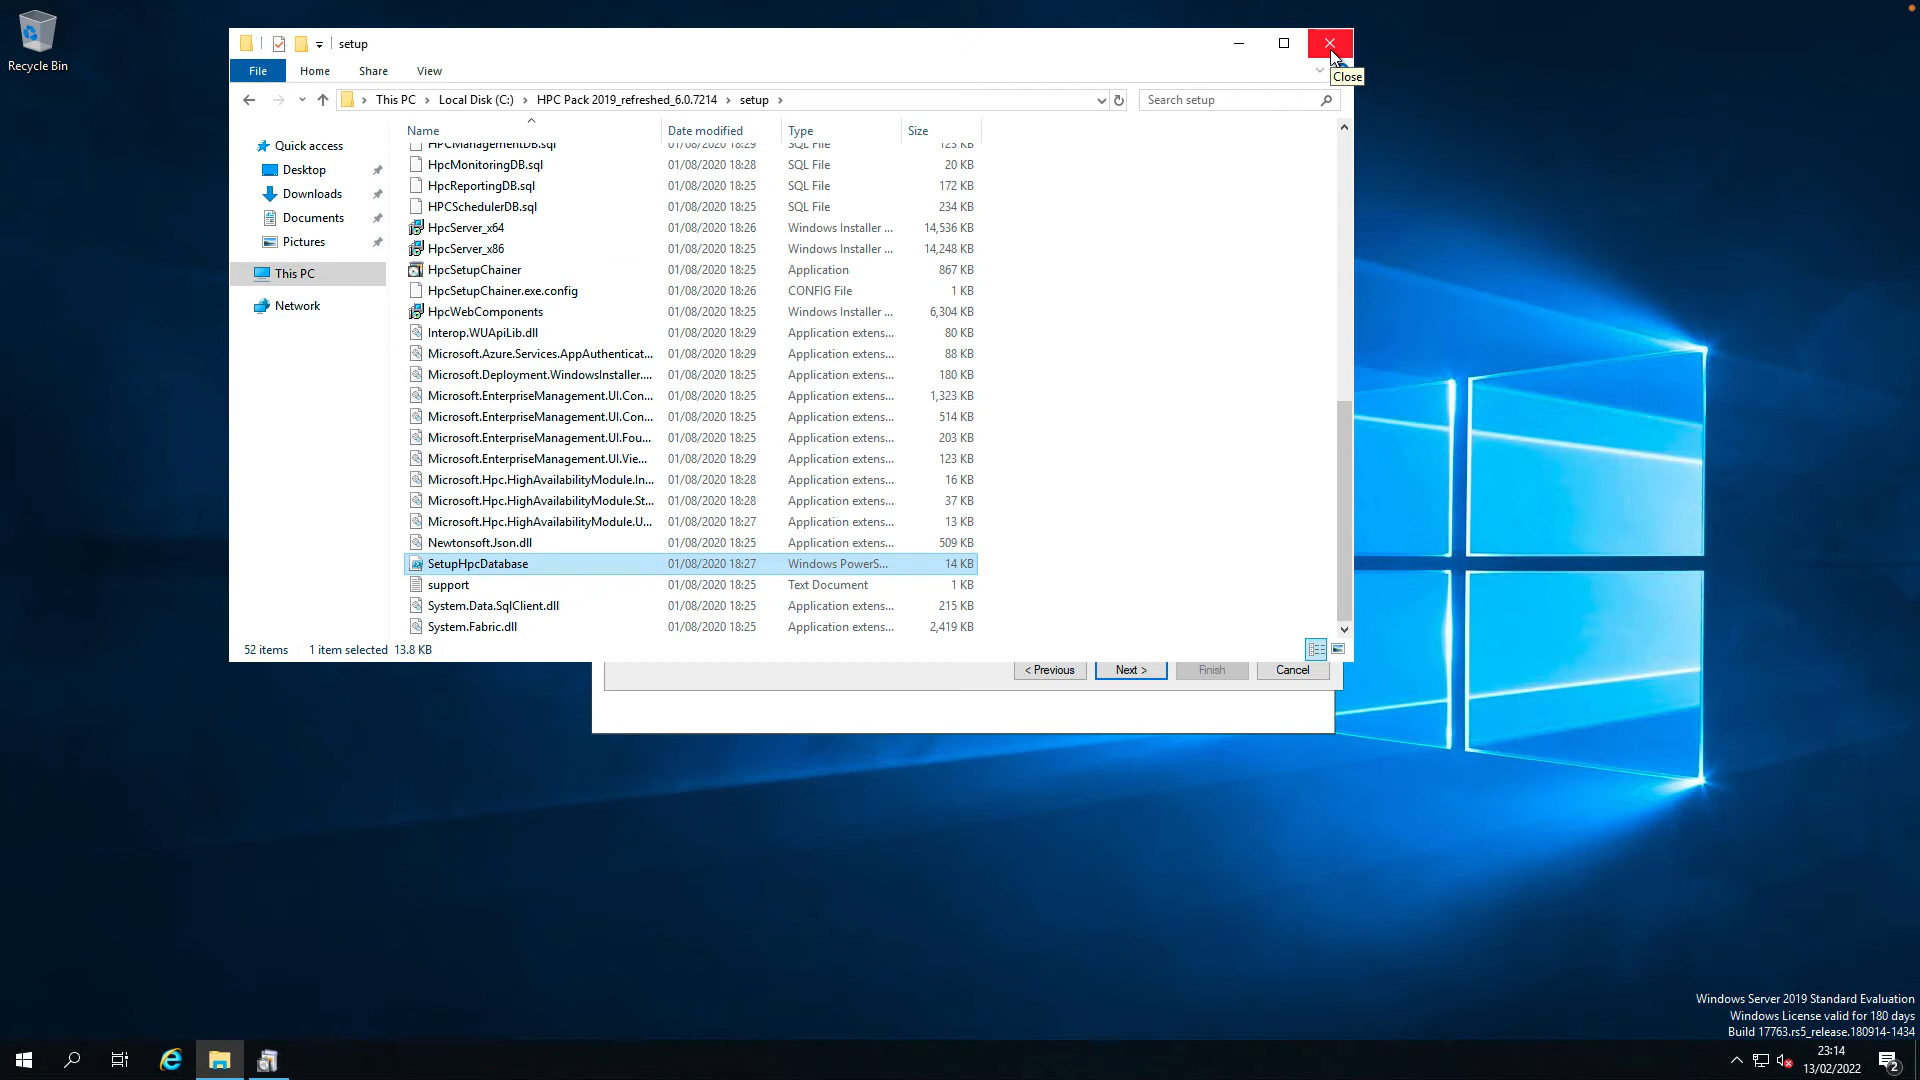 Recycle Bin
setup
Close
File Home Share View
This PC Local Disk (C:) HPC Pack 2019_refreshed_6.0.7214 setup
Search setup
Name Date modified Type Size
HPCManagementDB.sql 01/08/2020 18:29 SQL File 123 KB
HpcMonitoringDB.sql 01/08/2020 18:28 SQL File 20 KB
HpcReportingDB.sql 01/08/2020 18:25 SQL File 172 KB
HPCSchedulerDB.sql 01/08/2020 18:25 SQL File 234 KB
HpcServer_x64 01/08/2020 18:26 Windows Installer ... 14,536 KB
HpcServer_x86 01/08/2020 18:25 Windows Installer ... 14,248 KB
HpcSetupChainer 01/08/2020 18:25 Application 867 KB
HpcSetupChainer.exe.config 01/08/2020 18:26 CONFIG File 1 KB
HpcWebComponents 01/08/2020 18:25 Windows Installer ... 6,304 KB
Interop.WUApiLib.dll 01/08/2020 18:29 Application extens... 80 KB
Microsoft.Azure.Services.AppAuthenticat... 01/08/2020 18:29 Application extens... 88 KB
Microsoft.Deployment.WindowsInstaller.... 01/08/2020 18:25 Application extens... 180 KB
Microsoft.EnterpriseManagement.UI.Con... 01/08/2020 18:25 Application extens... 1,323 KB
Microsoft.EnterpriseManagement.UI.Con... 01/08/2020 18:25 Application extens... 514 KB
Microsoft.EnterpriseManagement.UI.Fou... 01/08/2020 18:25 Application extens... 203 KB
Microsoft.EnterpriseManagement.UI.Vie... 01/08/2020 18:29 Application extens... 123 KB
Microsoft.Hpc.HighAvailabilityModule.In... 01/08/2020 18:28 Application extens... 16 KB
Microsoft.Hpc.HighAvailabilityModule.St... 01/08/2020 18:28 Application extens... 37 KB
Microsoft.Hpc.HighAvailabilityModule.U... 01/08/2020 18:27 Application extens... 13 KB
Newtonsoft.Json.dll 01/08/2020 18:25 Application extens... 509 KB
SetupHpcDatabase 01/08/2020 18:27 Windows PowerS... 14 KB
support 01/08/2020 18:25 Text Document 1 KB
System.Data.SqlClient.dll 01/08/2020 18:25 Application extens... 215 KB
System.Fabric.dll 01/08/2020 18:25 Application extens... 2,419 KB
Quick access
Desktop
Downloads
Documents
Pictures
This PC
Network
52 items 1 item selected 13.8 KB
< Previous Next > Finish Cancel
Windows Server 2019 Standard Evaluation
Windows License valid for 180 days
Build 17763.rs5_release.180914-1434
23:14
13/02/2022
2